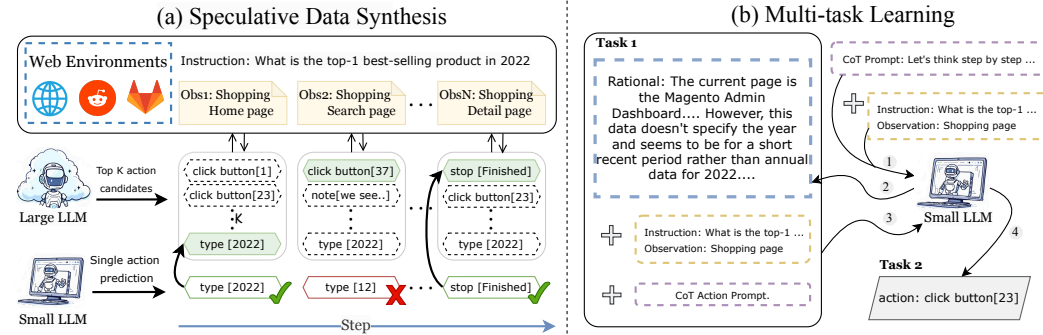 (a) Speculative Data Synthesis
Web Environments
Instruction: What is the top-1 best-selling product in 2022
Obs1: Shopping
Home page
Obs2: Shopping
Search page
ObsN: Shopping
Detail page
Large LLM
Top K action
candidates
click button[1]
click button[23]
K
type [2022]
click button[37]
note[we see..]
type [2022]
stop [Finished]
click button[23]
type [2022]
Small LLM
Single action
prediction
type [2022]
type [12]
stop [Finished]
Step
(b) Multi-task Learning
Task 1
Rational: The current page is
the Magento Admin
Dashboard.... However, this
data doesn't specify the year
and seems to be for a short
recent period rather than annual
data for 2022....
Instruction: What is the top-1 ...
Observation: Shopping page
CoT Action Prompt.
CoT Prompt: Let's think step by step ...
Instruction: What is the top-1 ...
Observation: Shopping page
1
2
3
4
Small LLM
Task 2
action: click button[23]